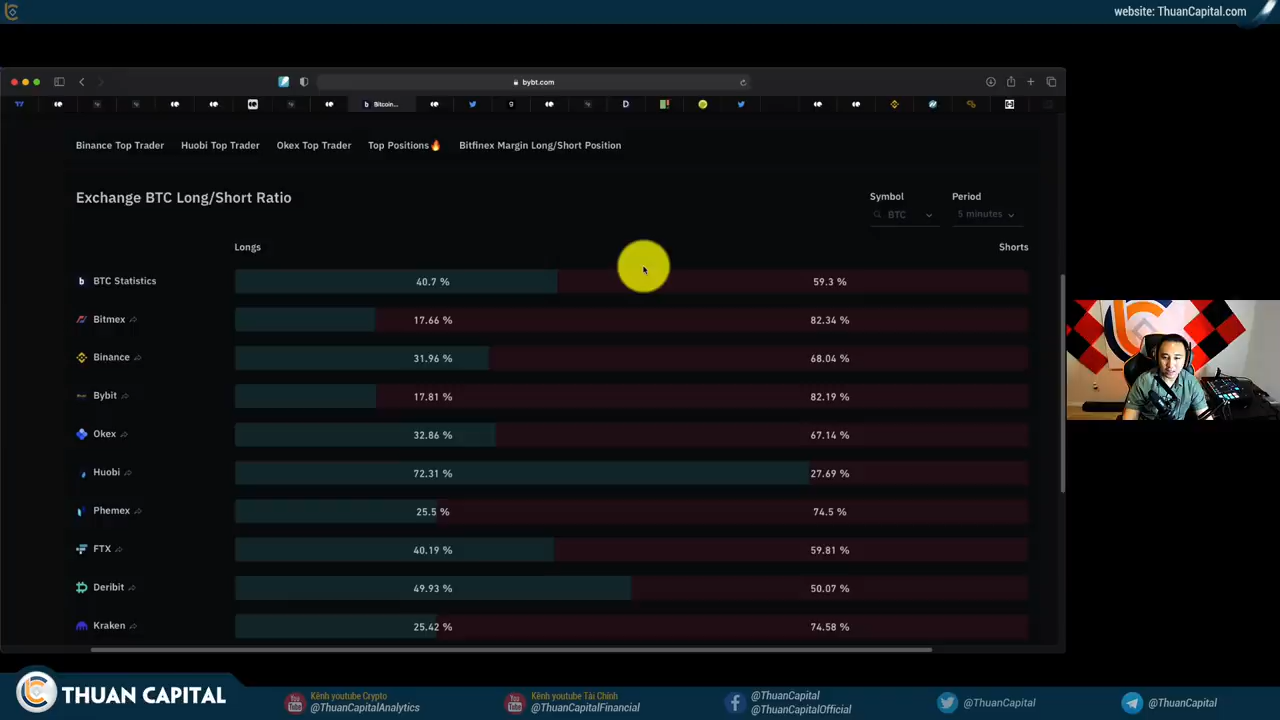 website: ThuanCapital.com
bybt.com
Bitcoin...
Binance Top Trader Huobi Top Trader Okex Top Trader Top Positions🔥 Bitfinex Margin Long/Short Position
Exchange BTC Long/Short Ratio
Symbol Period
BTC 5 minutes
Longs Shorts
BTC Statistics 40.7 % 59.3 %
Bitmex 17.66 % 82.34 %
Binance 31.96 % 68.04 %
Bybit 17.81 % 82.19 %
Okex 32.86 % 67.14 %
Huobi 72.31 % 27.69 %
Phemex 25.5 % 74.5 %
FTX 40.19 % 59.81 %
Deribit 49.93 % 50.07 %
Kraken 25.42 % 74.58 %
THUAN CAPITAL
Kênh youtube Crypto
@ThuanCapitalAnalytics
Kênh youtube Tài Chính
@ThuanCapitalFinancial
@ThuanCapital
@ThuanCapitalOfficial
@ThuanCapital
@ThuanCapital